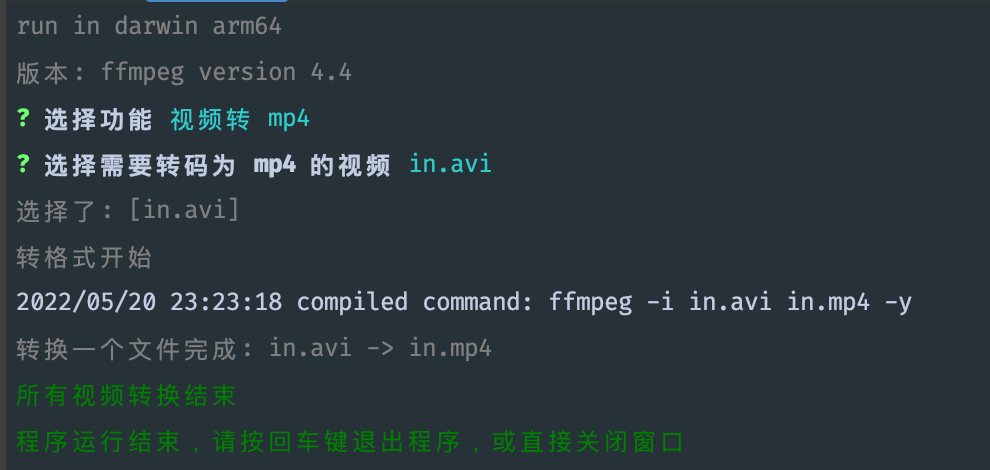 run in darwin arm64
版本: ffmpeg version 4.4
? 选择功能 视频转 mp4
? 选择需要转码为 mp4 的视频 in.avi
选择了: [in.avi]
转格式开始
2022/05/20 23:23:18 compiled command: ffmpeg -i in.avi in.mp4 -y
转换一个文件完成: in.avi -> in.mp4
所有视频转换结束
程序运行结束，请按回车键退出程序，或直接关闭窗口